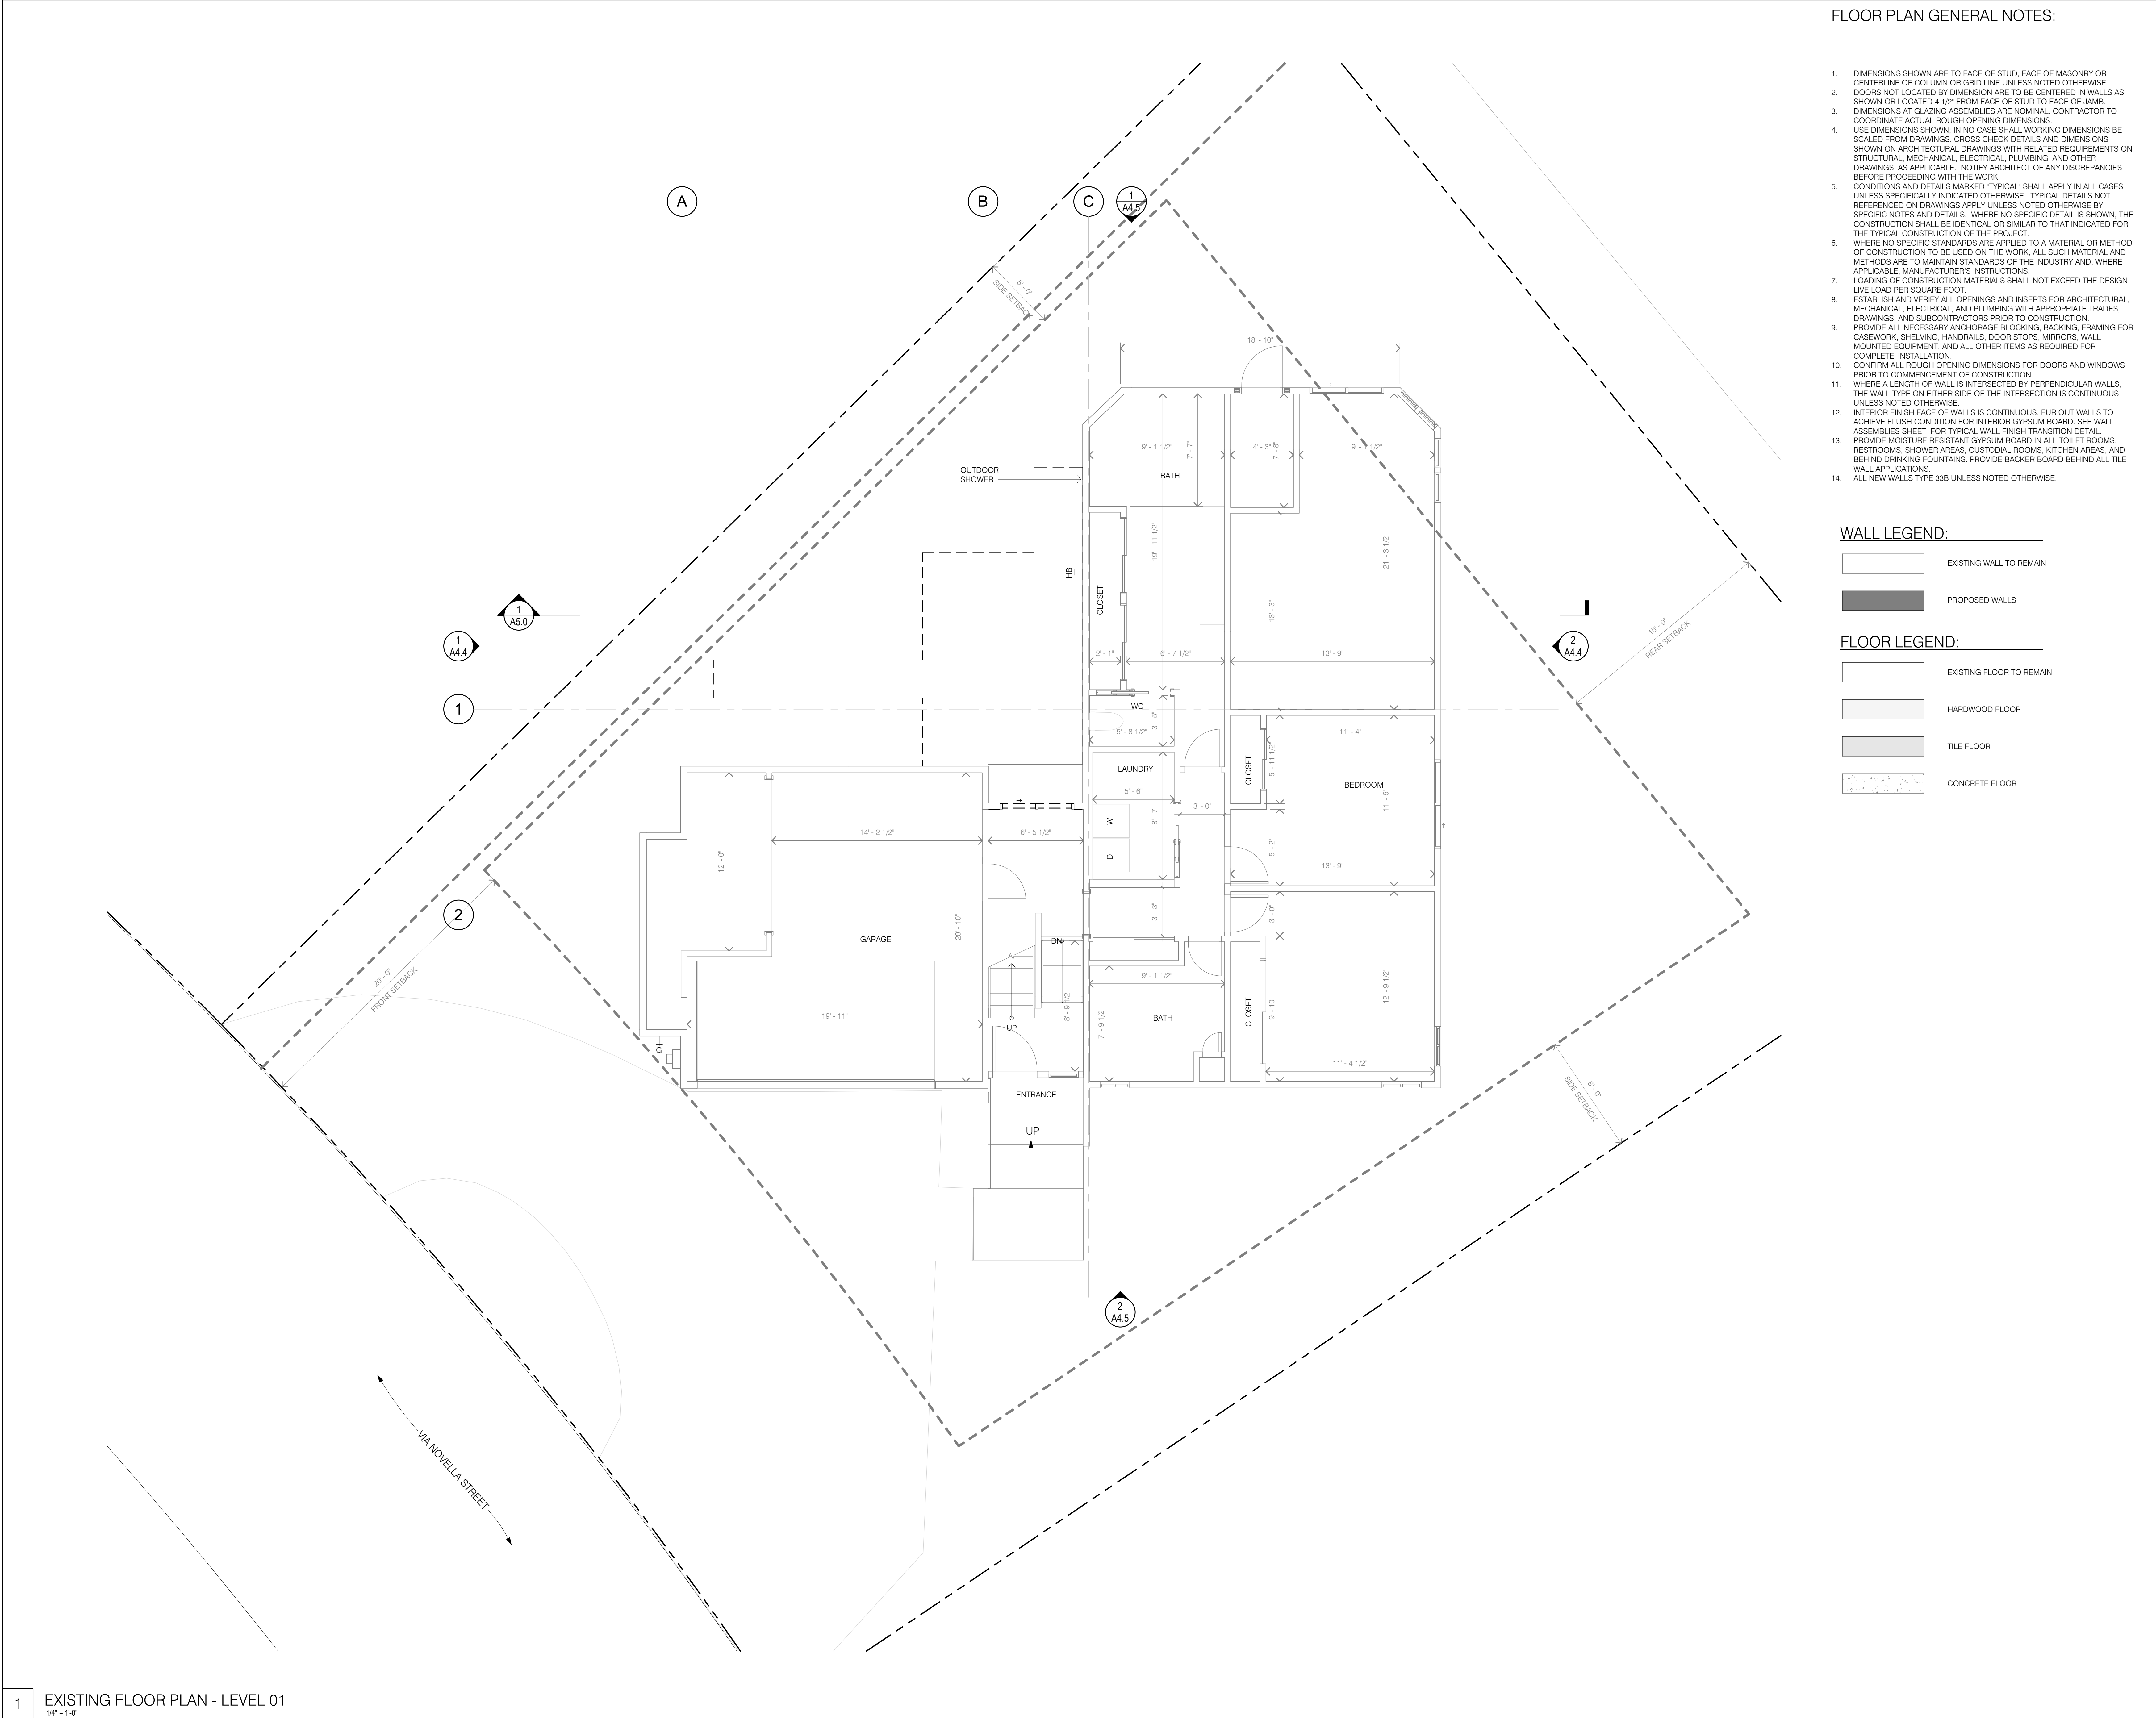 FLOOR PLAN GENERAL NOTES:
1. DIMENSIONS SHOWN ARE TO FACE OF STUD, FACE OF MASONRY OR
CENTERLINE OF COLUMN OR GRID LINE UNLESS NOTED OTHERWISE.
2. DOORS NOT LOCATED BY DIMENSION ARE TO BE CENTERED IN WALLS AS
SHOWN OR LOCATED 4 1/2" FROM FACE OF STUD TO FACE OF JAMB.
3. DIMENSIONS AT GLAZING ASSEMBLIES ARE NOMINAL. CONTRACTOR TO
COORDINATE ACTUAL ROUGH OPENING DIMENSIONS.
4. USE DIMENSIONS SHOWN; IN NO CASE SHALL WORKING DIMENSIONS BE
SCALED FROM DRAWINGS. CROSS CHECK DETAILS AND DIMENSIONS
SHOWN ON ARCHITECTURAL DRAWINGS WITH RELATED REQUIREMENTS ON
STRUCTURAL, MECHANICAL, ELECTRICAL, PLUMBING, AND OTHER
DRAWINGS AS APPLICABLE. NOTIFY ARCHITECT OF ANY DISCREPANCIES
BEFORE PROCEEDING WITH THE WORK.
5. CONDITIONS AND DETAILS MARKED "TYPICAL" SHALL APPLY IN ALL CASES
UNLESS SPECIFICALLY INDICATED OTHERWISE. TYPICAL DETAILS NOT
REFERENCED ON DRAWINGS APPLY UNLESS NOTED OTHERWISE BY
SPECIFIC NOTES AND DETAILS. WHERE NO SPECIFIC DETAIL IS SHOWN, THE
CONSTRUCTION SHALL BE IDENTICAL OR SIMILAR TO THAT INDICATED FOR
THE TYPICAL CONSTRUCTION OF THE PROJECT.
6. WHERE NO SPECIFIC STANDARDS ARE APPLIED TO A MATERIAL OR METHOD
OF CONSTRUCTION TO BE USED ON THE WORK, ALL SUCH MATERIAL AND
METHODS ARE TO MAINTAIN STANDARDS OF THE INDUSTRY AND, WHERE
APPLICABLE, MANUFACTURER'S INSTRUCTIONS.
7. LOADING OF CONSTRUCTION MATERIALS SHALL NOT EXCEED THE DESIGN
LIVE LOAD PER SQUARE FOOT.
8. ESTABLISH AND VERIFY ALL OPENINGS AND INSERTS FOR ARCHITECTURAL,
MECHANICAL, ELECTRICAL, AND PLUMBING WITH APPROPRIATE TRADES,
DRAWINGS, AND SUBCONTRACTORS PRIOR TO CONSTRUCTION.
9. PROVIDE ALL NECESSARY ANCHORAGE BLOCKING, BACKING, FRAMING FOR
CASEWORK, SHELVING, HANDRAILS, DOOR STOPS, MIRRORS, WALL
MOUNTED EQUIPMENT, AND ALL OTHER ITEMS AS REQUIRED FOR
COMPLETE INSTALLATION.
10. CONFIRM ALL ROUGH OPENING DIMENSIONS FOR DOORS AND WINDOWS
PRIOR TO COMMENCEMENT OF CONSTRUCTION.
11. WHERE A LENGTH OF WALL IS INTERSECTED BY PERPENDICULAR WALLS,
THE WALL TYPE ON EITHER SIDE OF THE INTERSECTION IS CONTINUOUS
UNLESS NOTED OTHERWISE.
12. INTERIOR FINISH FACE OF WALLS IS CONTINUOUS. FUR OUT WALLS TO
ACHIEVE FLUSH CONDITION FOR INTERIOR GYPSUM BOARD. SEE WALL
ASSEMBLIES SHEET FOR TYPICAL WALL FINISH TRANSITION DETAIL.
13. PROVIDE MOISTURE RESISTANT GYPSUM BOARD IN ALL TOILET ROOMS,
RESTROOMS, SHOWER AREAS, CUSTODIAL ROOMS, KITCHEN AREAS, AND
BEHIND DRINKING FOUNTAINS. PROVIDE BACKER BOARD BEHIND ALL TILE
WALL APPLICATIONS.
14. ALL NEW WALLS TYPE 33B UNLESS NOTED OTHERWISE.
WALL LEGEND:
EXISTING WALL TO REMAIN
PROPOSED WALLS
FLOOR LEGEND:
EXISTING FLOOR TO REMAIN
HARDWOOD FLOOR
TILE FLOOR
CONCRETE FLOOR
A
B
C
1
A4.5
5' - 0"
SIDE SETBACK
18' - 10"
9' - 1 1/2"
7' - 7"
4' - 3"
9' - 1 1/2"
BATH
OUTDOOR
SHOWER
19' - 11 1/2"
21' - 3 1/2"
HB
CLOSET
13' - 3"
1
A5.0
1
A4.4
2
A4.4
15' - 0"
REAR SETBACK
2' - 1"
6' - 7 1/2"
13' - 9"
1
WC
3' - 5"
5' - 8 1/2"
11' - 4"
CLOSET
5' - 11 1/2"
LAUNDRY
5' - 6"
BEDROOM
11' - 6"
3' - 0"
W
D
8' - 7"
14' - 2 1/2"
6' - 5 1/2"
12' - 0"
5' - 2"
13' - 9"
2
20' - 0"
FRONT SETBACK
GARAGE
20' - 10"
DN
3' - 3"
3' - 0"
9' - 1 1/2"
12' - 9 1/2"
8' - 9 1/2"
7' - 9 1/2"
BATH
CLOSET
9' - 10"
19' - 11"
UP
G
11' - 4 1/2"
ENTRANCE
UP
8' - 0"
SIDE SETBACK
2
A4.5
VIA NOVELLA STREET
1
EXISTING FLOOR PLAN - LEVEL 01
1/4" = 1'-0"